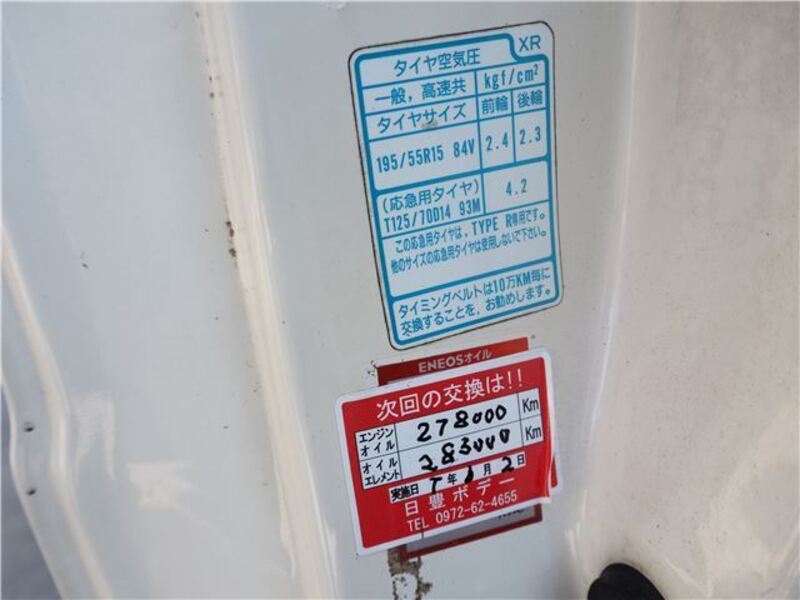 XR
タイヤ空気圧
一般，高速共 kgf/cm²
タイヤサイズ 前輪 後輪
195/55R15 84V 2.4 2.3
(応急用タイヤ) 4.2
T125/70D14 93M
この応急用タイヤは，TYPE R専用です。
他のサイズの応急用タイヤは使用しないで下さい。
タイミングベルトは10万KM毎に
交換することを，お勧めします。
ENEOSオイル
次回の交換は!!
エンジン
オイル 278000 Km
オイル
エレメント 283000 Km
実施日 年 月 2日
日豊ボデー
TEL 0972-62-4655